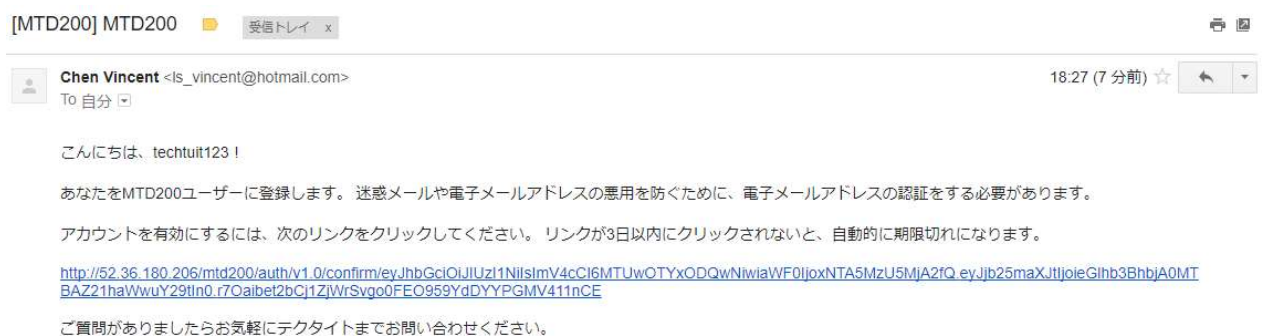 [MTD200] MTD200 受信トレイ x
Chen Vincent <ls_vincent@hotmail.com> 18:27 (7 分前)
To 自分
こんにちは、techtuit123！
あなたをMTD200ユーザーに登録します。 迷惑メールや電子メールアドレスの悪用を防ぐために、電子メールアドレスの認証をする必要があります。
アカウントを有効にするには、次のリンクをクリックしてください。 リンクが3日以内にクリックされないと、自動的に期限切れになります。
http://52.36.180.206/mtd200/auth/v1.0/confirm/eyJhbGciOiJIUzI1NiIsImV4cCI6MTUwOTYxODQwNiwiaWF0IjoxNTA5MzU5MjA2fQ.eyJjb25maXJtIjoieGlhb3BhbjA0MT
BAZ21haWwuY29tIn0.r7Oaibet2bCj1ZjWrSvgo0FEO959YdDYYPGMV411nCE
ご質問がありましたらお気軽にテクタイトまでお問い合わせください。